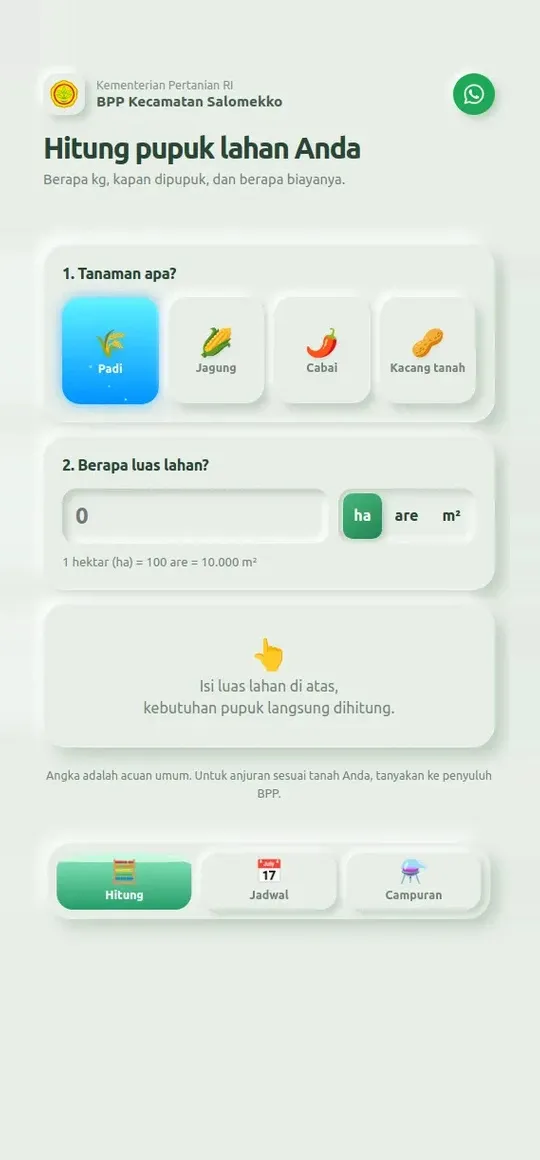 Kementerian Pertanian RI
BPP Kecamatan Salomekko
Hitung pupuk lahan Anda
Berapa kg, kapan dipupuk, dan berapa biayanya.
1. Tanaman apa?
Padi
Jagung
Cabai
Kacang tanah
2. Berapa luas lahan?
0
ha
are
m²
1 hektar (ha) = 100 are = 10.000 m²
Isi luas lahan di atas,
kebutuhan pupuk langsung dihitung.
Angka adalah acuan umum. Untuk anjuran sesuai tanah Anda, tanyakan ke penyuluh
BPP.
July
17
Hitung
Jadwal
Campuran